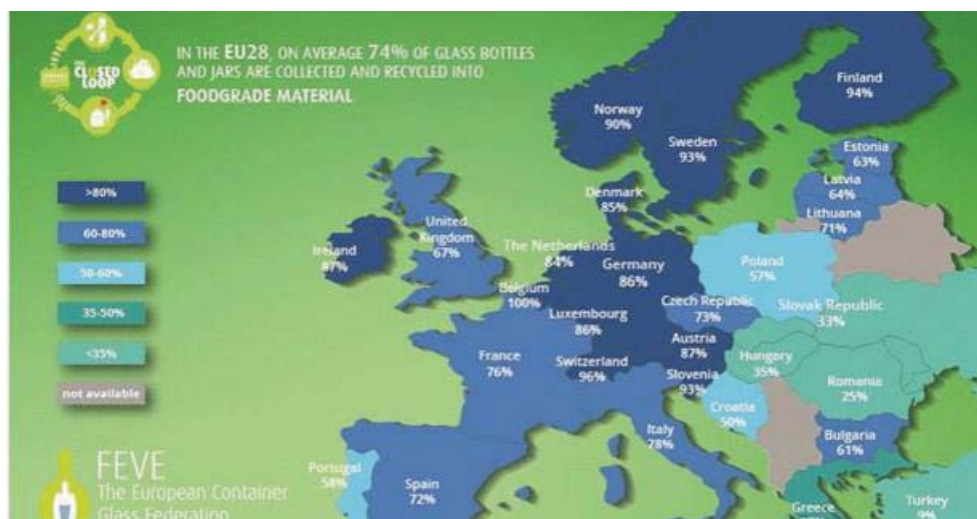 THE
CLOSED
LOOP
IN THE EU28, ON AVERAGE 74% OF GLASS BOTTLES
AND JARS ARE COLLECTED AND RECYCLED INTO
FOODGRADE MATERIAL
>80%
60-80%
50-60%
35-50%
<35%
not available
Finland
94%
Norway
90%
Sweden
93%
Estonia
63%
Latvia
64%
Lithuana
71%
Denmark
85%
United
Kingdom
67%
Ireland
87%
The Netherlands
84%
Germany
86%
Poland
57%
Belgium
100%
Czech Republic
73%
Slovak Republic
33%
Luxembourg
86%
Austria
87%
Hungary
35%
France
76%
Switzerland
96%
Slovenia
93%
Romania
25%
Croatia
50%
Italy
78%
Bulgaria
61%
Portugal
58%
Spain
72%
Greece
Turkey
9%
FEVE
The European Container
Glass Federation